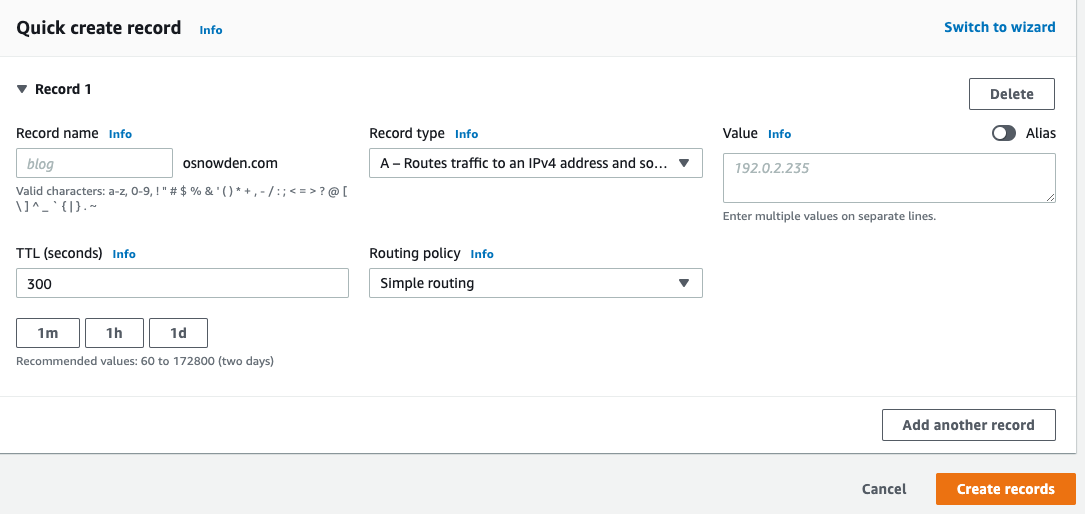 Quick create record Info Switch to wizard
▼ Record 1
Delete
Record name Info
blog osnowden.com
Valid characters: a-z, 0-9, ! " # $ % & ' ( ) * + , - / : ; < = > ? @ [
\ ] ^ _ ` { | } . ~
Record type Info
A – Routes traffic to an IPv4 address and so...
Value Info Alias
192.0.2.235
Enter multiple values on separate lines.
TTL (seconds) Info
300
1m 1h 1d
Recommended values: 60 to 172800 (two days)
Routing policy Info
Simple routing
Add another record
Cancel Create records